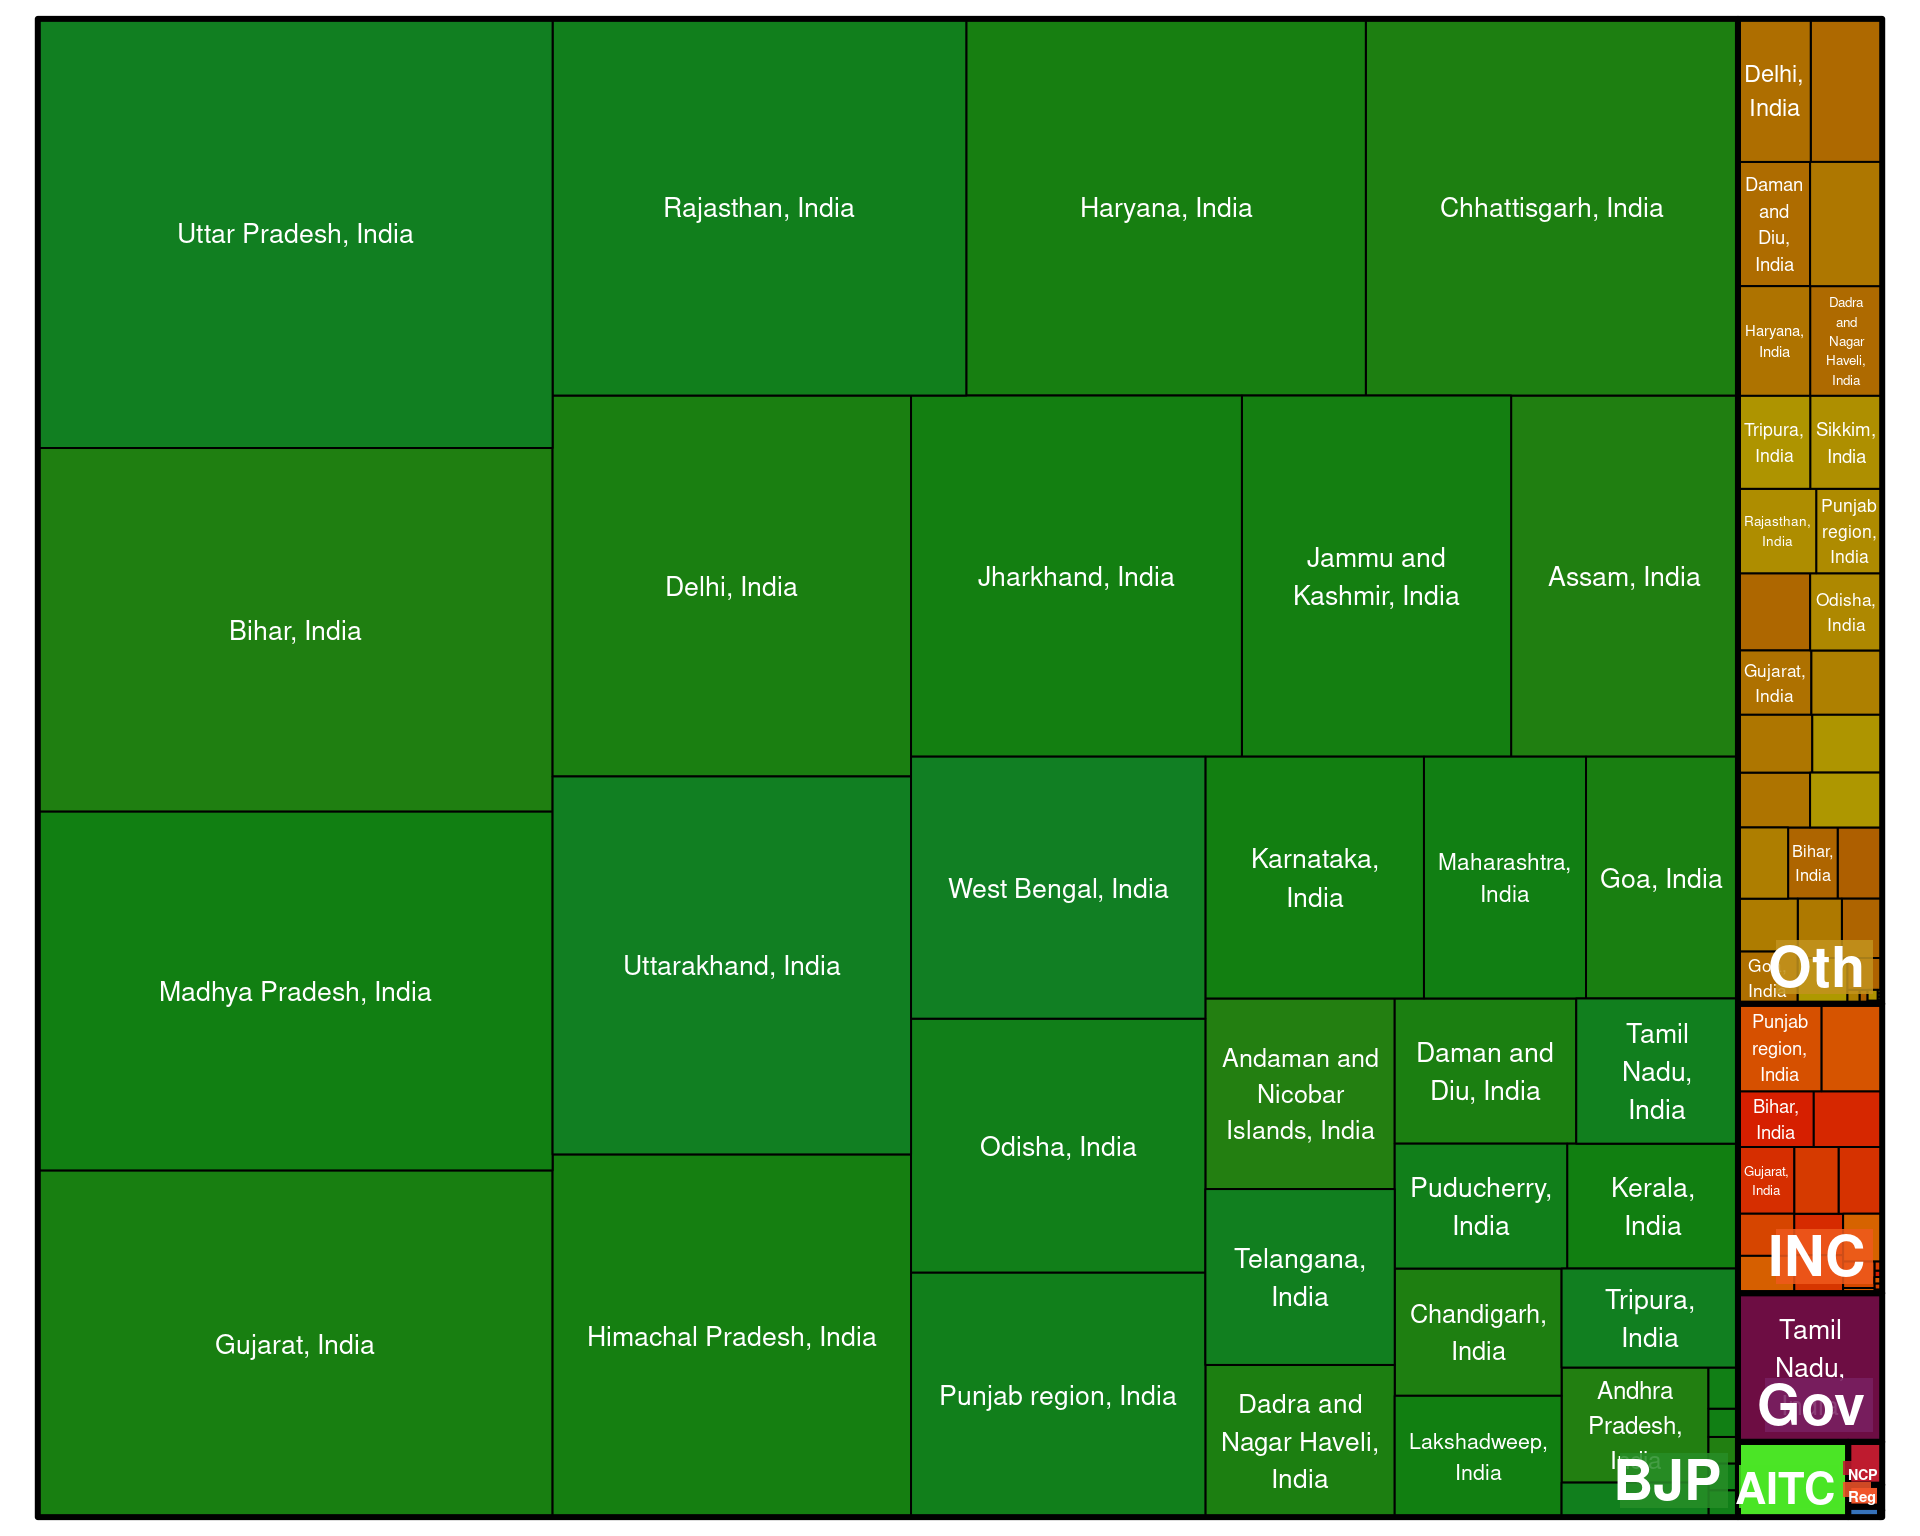 Uttar Pradesh, India
Rajasthan, India
Haryana, India
Chhattisgarh, India
Bihar, India
Delhi, India
Jharkhand, India
Jammu and
Kashmir, India
Assam, India
Madhya Pradesh, India
Uttarakhand, India
West Bengal, India
Karnataka,
India
Maharashtra,
India
Goa, India
Gujarat, India
Himachal Pradesh, India
Odisha, India
Punjab region, India
Andaman and
Nicobar
Islands, India
Daman and
Diu, India
Tamil
Nadu,
India
Telangana,
India
Puducherry,
India
Kerala,
India
Dadra and
Nagar Haveli,
India
Chandigarh,
India
Tripura,
India
Lakshadweep,
India
Andhra
Pradesh,
India
BJP
Delhi,
India
Daman
and
Diu,
India
Haryana,
India
Dadra
and
Nagar
Haveli,
India
Tripura,
India
Sikkim,
India
Rajasthan,
India
Punjab
region,
India
Odisha,
India
Gujarat,
India
Bihar,
India
Goa,
India
Oth
Punjab
region,
India
Bihar,
India
Gujarat,
India
INC
Tamil
Nadu,
India
Gov
AITC
NCP
Reg